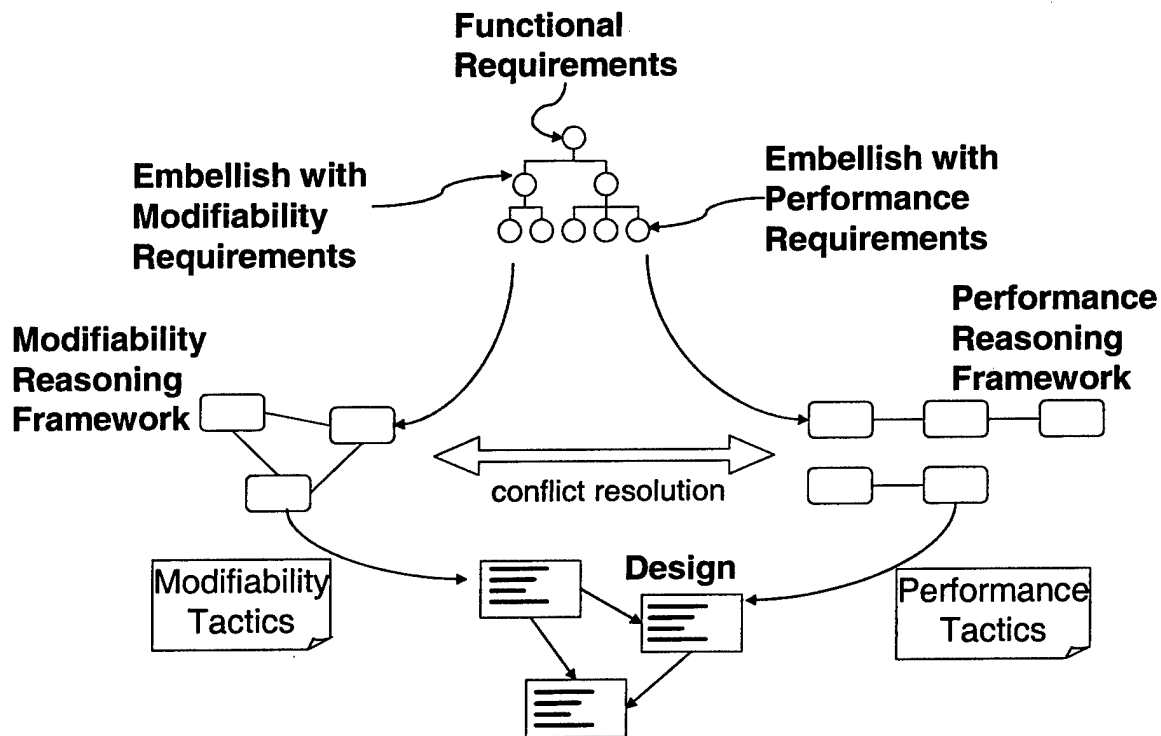 Functional
Requirements
Embellish with
Modifiability
Requirements
Embellish with
Performance
Requirements
Modifiability
Reasoning
Framework
Performance
Reasoning
Framework
conflict resolution
Modifiability
Tactics
Design
Performance
Tactics